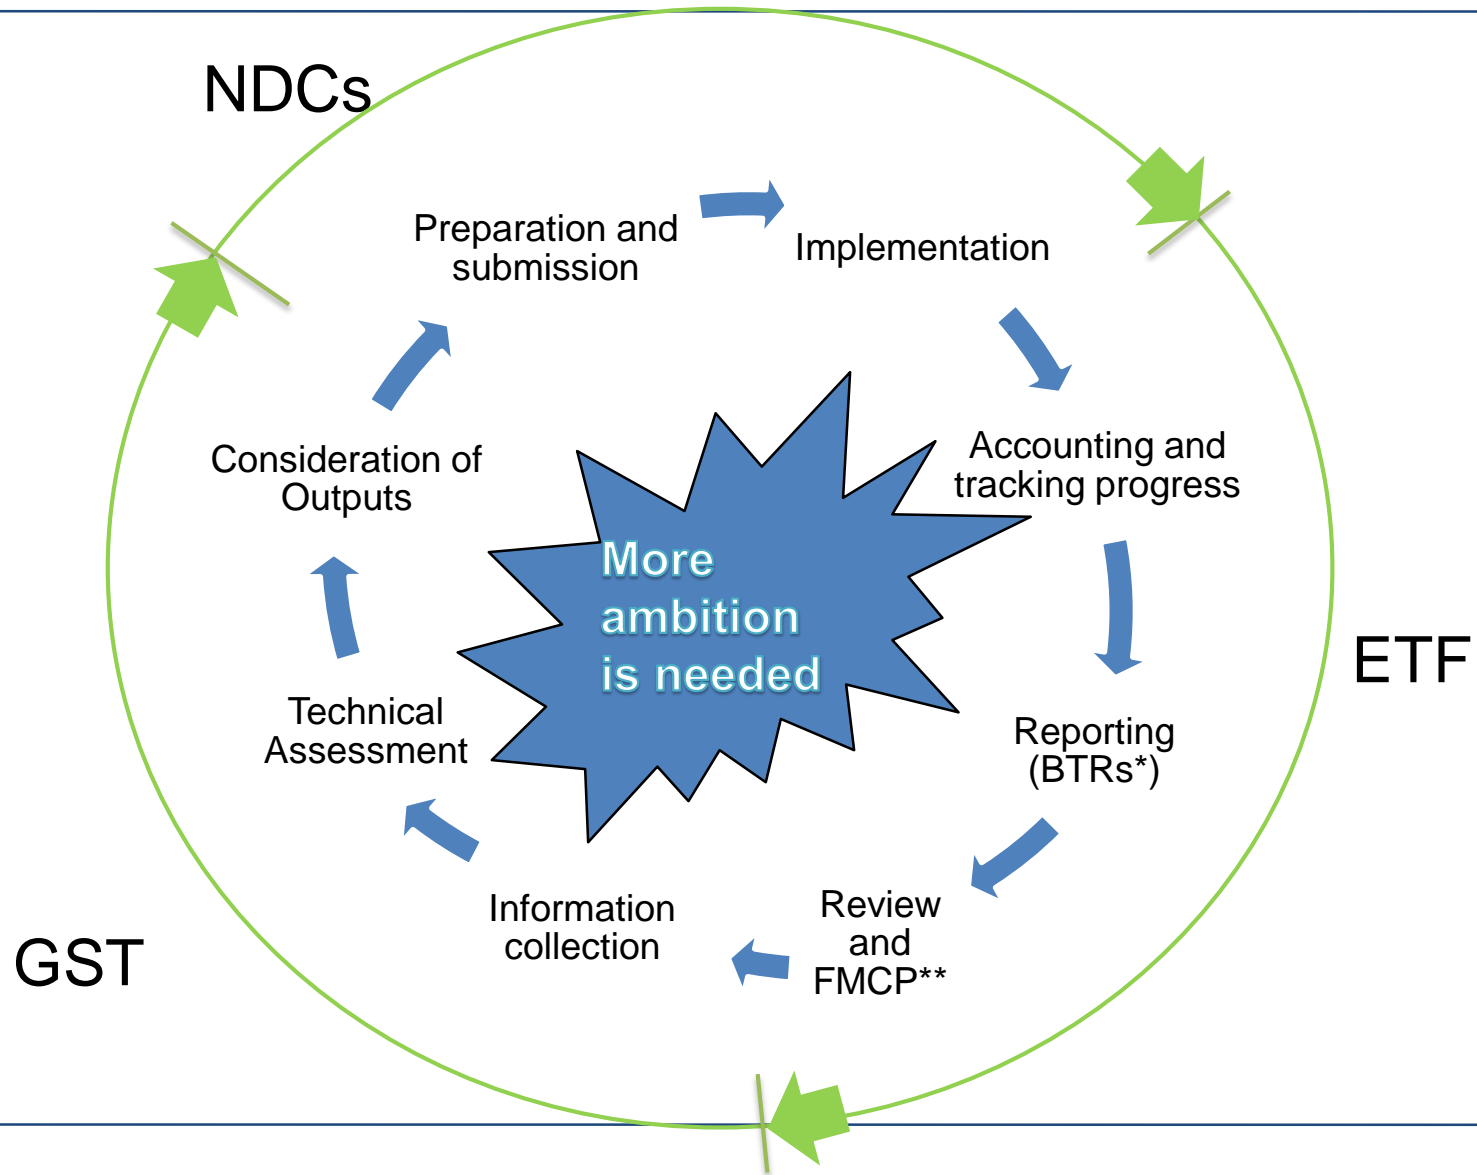 NDCs
Preparation and
submission
Implementation
Accounting and
tracking progress
ETF
Reporting
(BTRs*)
Review
and
FMCP**
Information
collection
GST
Technical
Assessment
Consideration of
Outputs
More
ambition
is needed